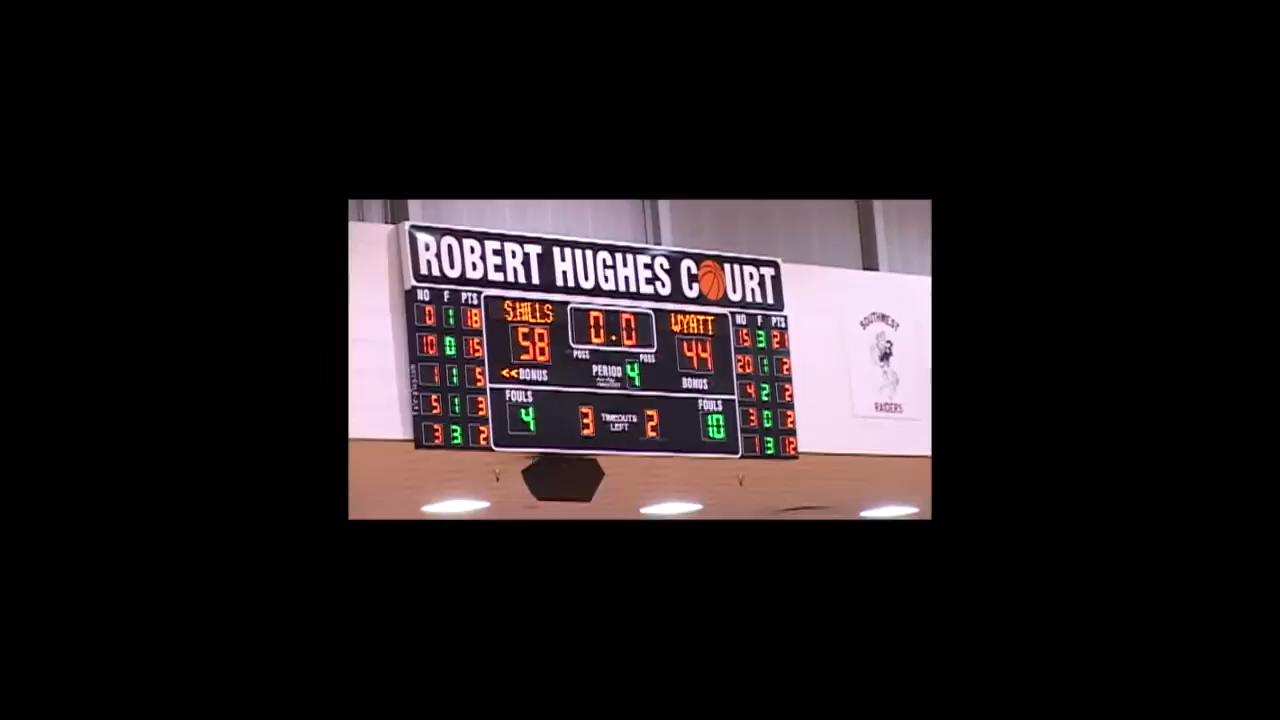 ROBERT HUGHES COURT
NO F PTS
0 1 18
10 0 15
1 1 5
5 1 3
3 3 2
S.HILLS 0.0 WYATT
58 44
POSS POSS
<<BONUS PERIOD 4 BONUS
FOULS FOULS
4 3 TIMEOUTS LEFT 2 10
NO F PTS
15 3 21
20 1 2
4 2 2
3 0 2
1 3 12
SOUTHWEST
RAIDERS